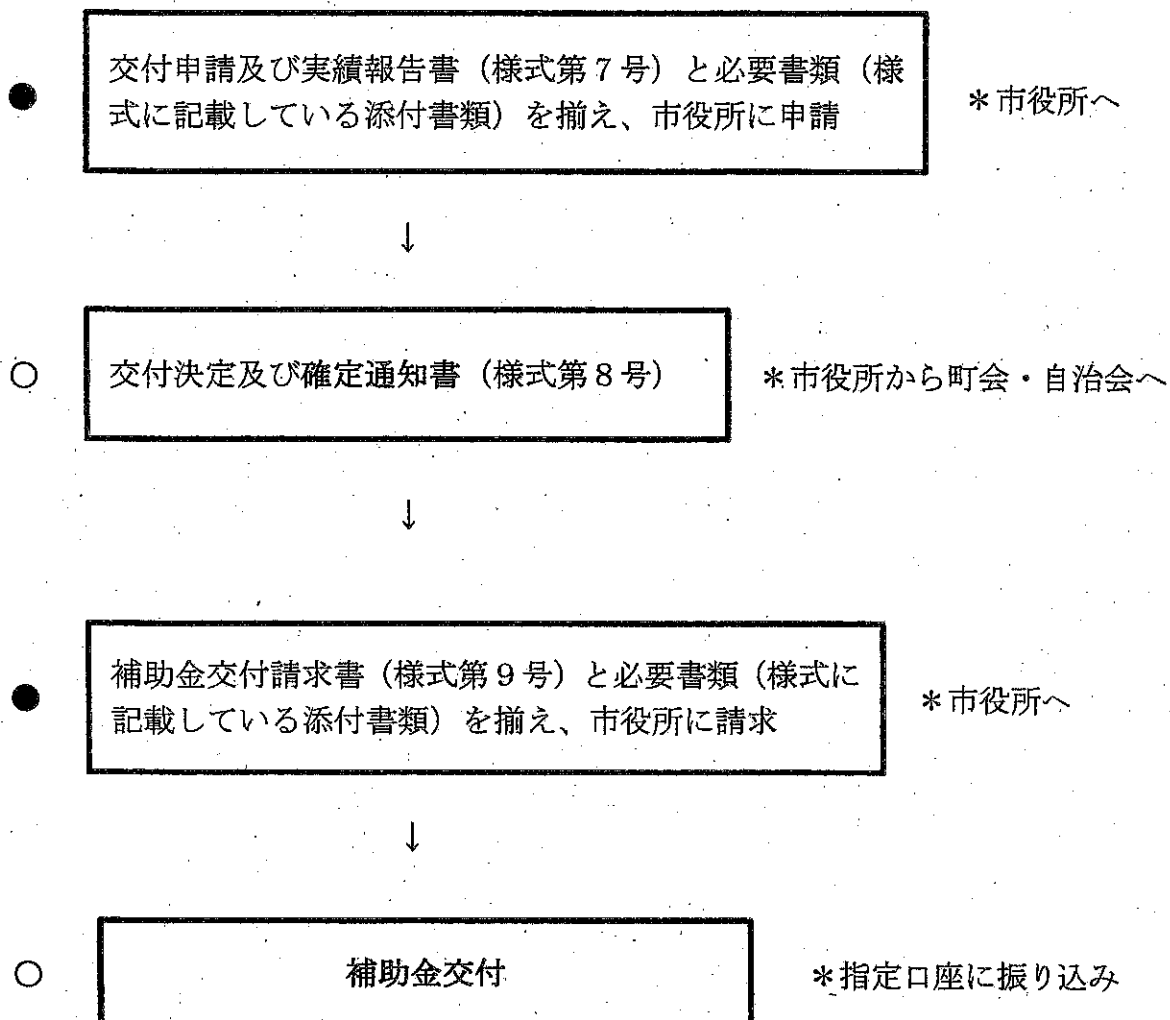 ● 交付申請及び実績報告書（様式第７号）と必要書類（様 ＊市役所へ
式に記載している添付書類）を揃え、市役所に申請
↓
○ 交付決定及び確定通知書（様式第８号） ＊市役所から町会・自治会へ
↓
● 補助金交付請求書（様式第９号）と必要書類（様式に ＊市役所へ
記載している添付書類）を揃え、市役所に請求
↓
○ 補助金交付 ＊指定口座に振り込み